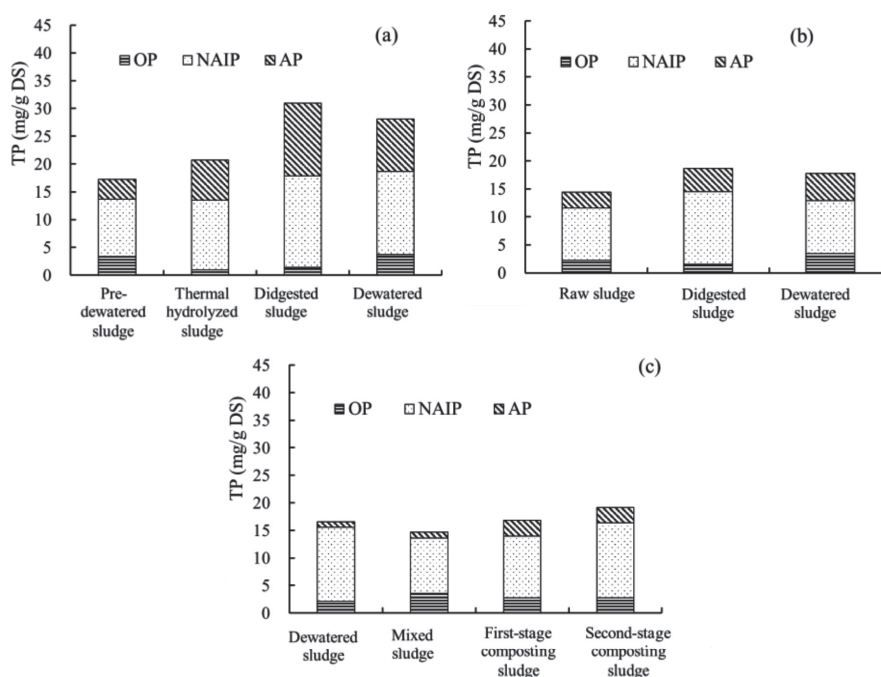 (a)
OP NAIP AP
TP (mg/g DS)
45
40
35
30
25
20
15
10
5
0
Pre-
dewatered
sludge
Thermal
hydrolyzed
sludge
Didgested
sludge
Dewatered
sludge
(b)
OP NAIP AP
TP (mg/g DS)
45
40
35
30
25
20
15
10
5
0
Raw sludge
Didgested
sludge
Dewatered
sludge
(c)
OP NAIP AP
TP (mg/g DS)
45
40
35
30
25
20
15
10
5
0
Dewatered
sludge
Mixed
sludge
First-stage
composting
sludge
Second-stage
composting
sludge